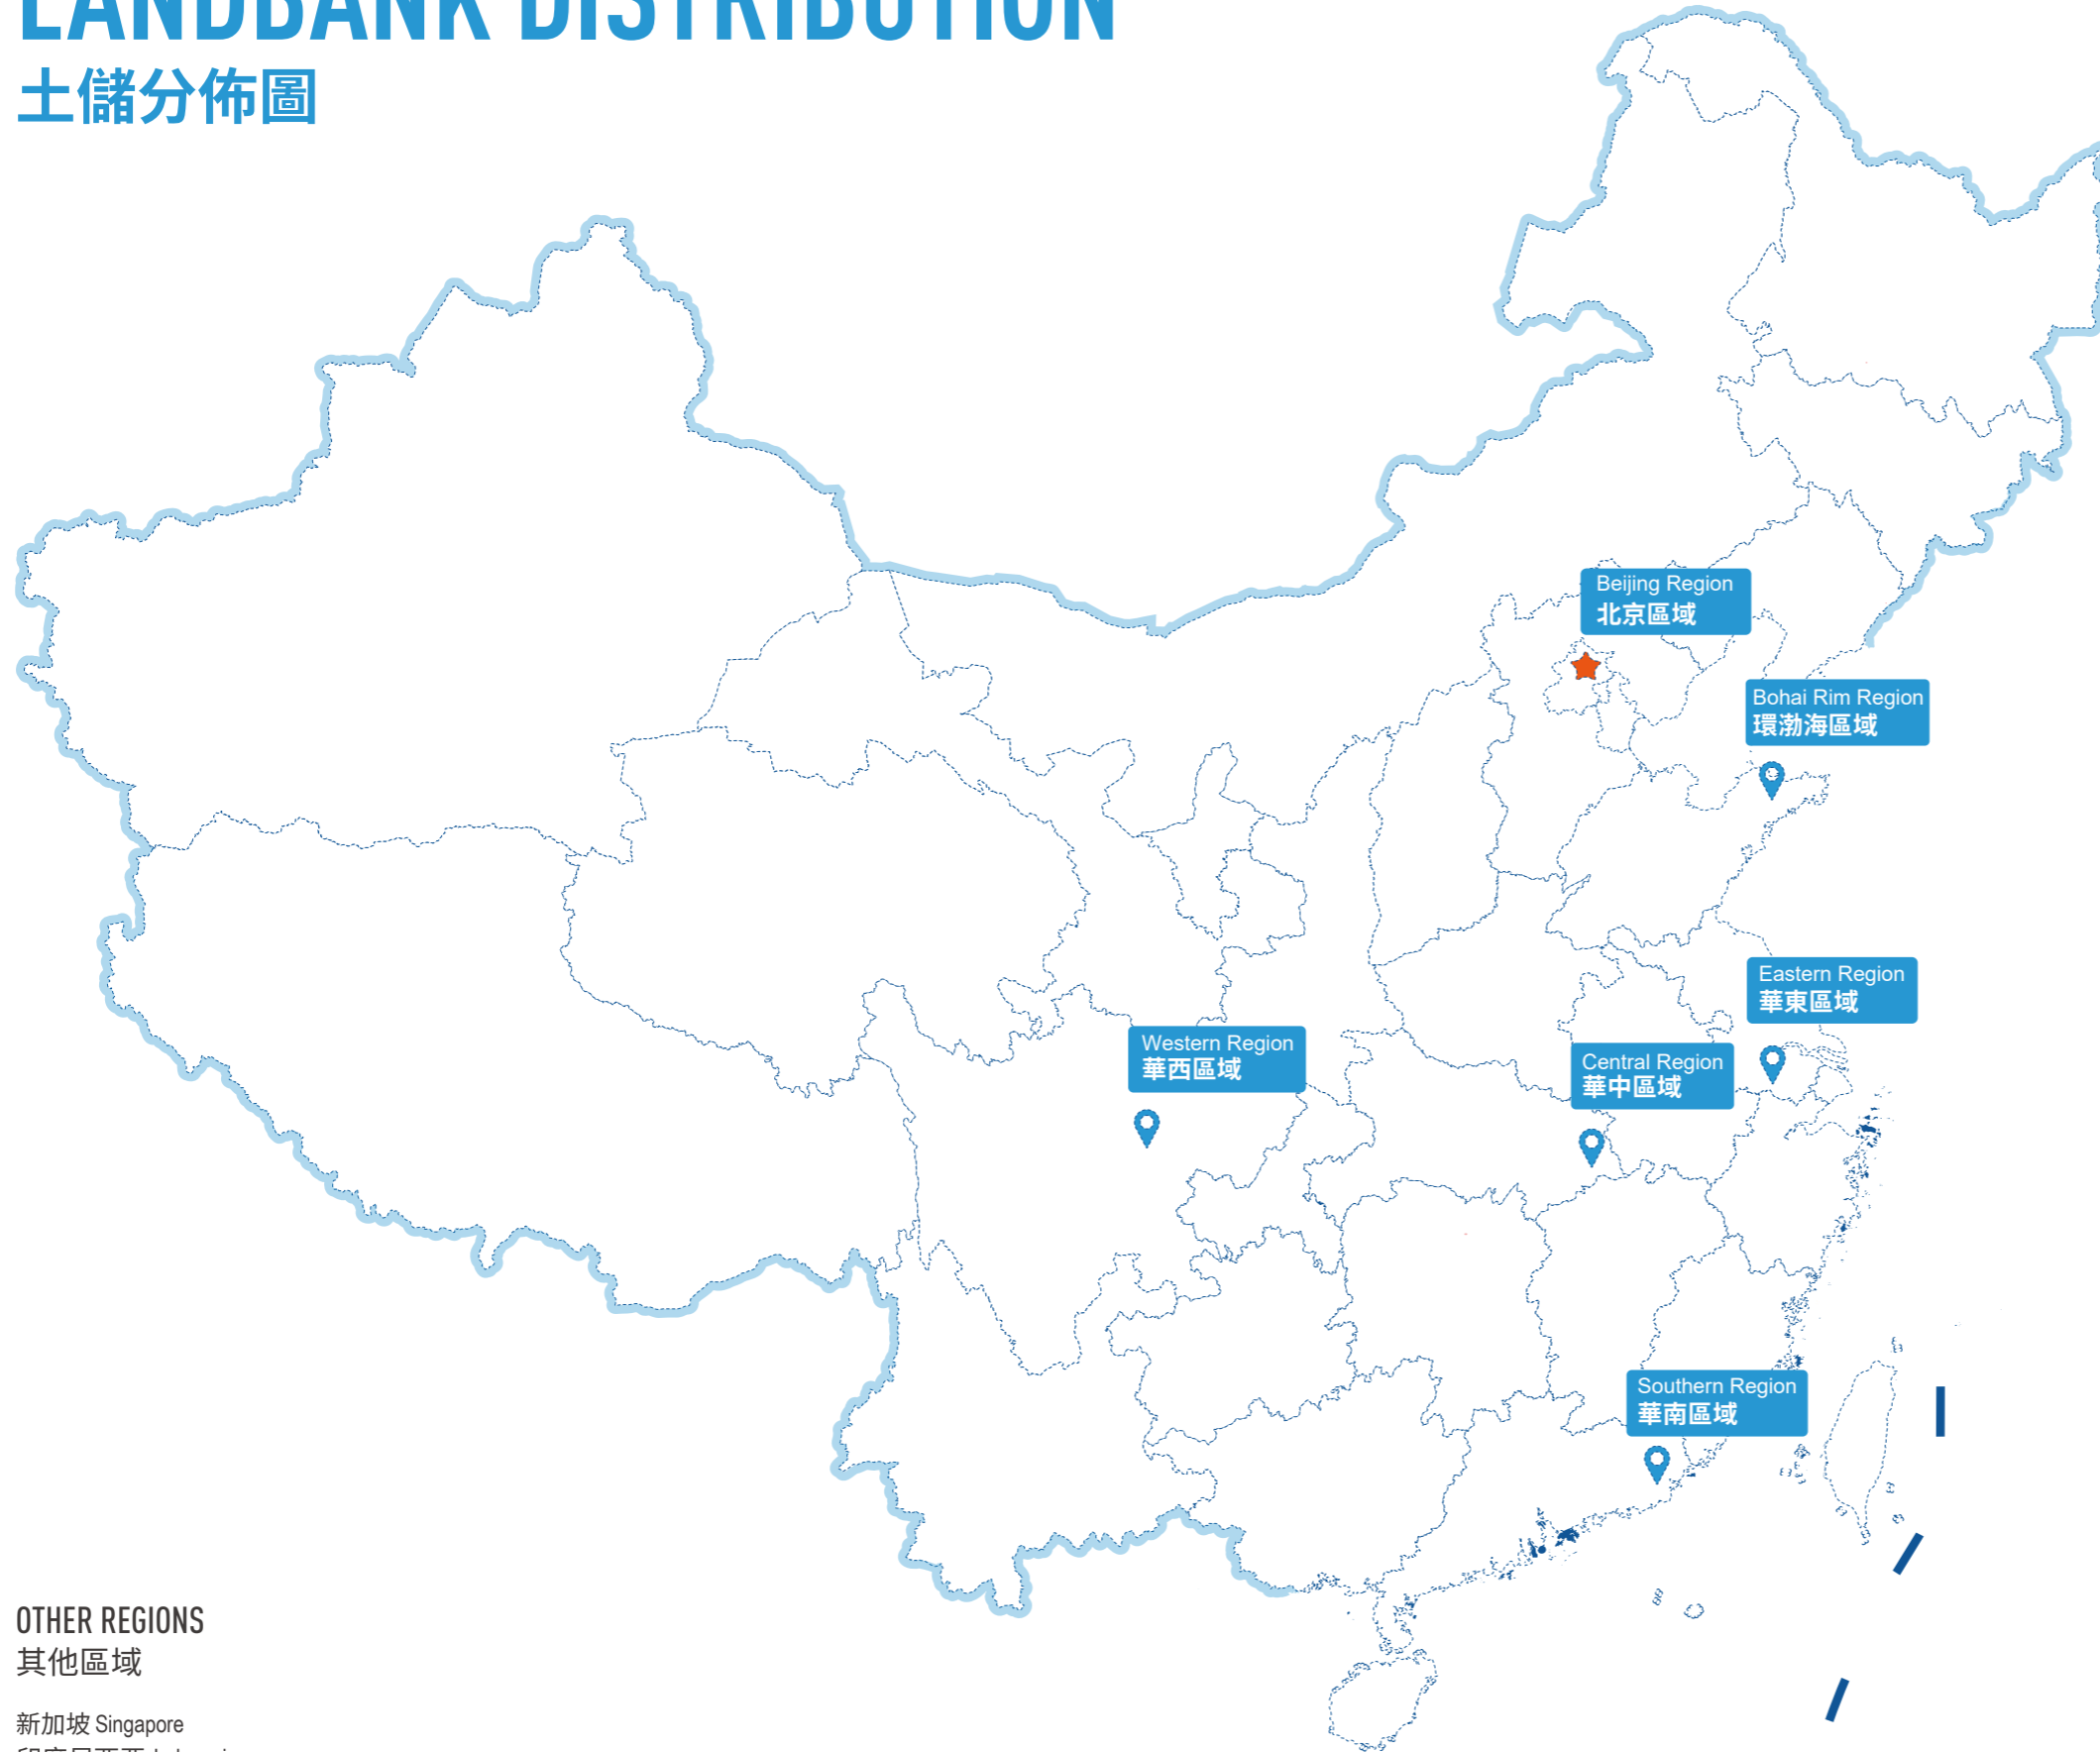 LANDBANK DISTRIBUTION
土儲分佈圖
Beijing Region
北京區域
Bohai Rim Region
環渤海區域
Eastern Region
華東區域
Western Region
華西區域
Central Region
華中區域
Southern Region
華南區域
OTHER REGIONS
其他區域
新加坡 Singapore